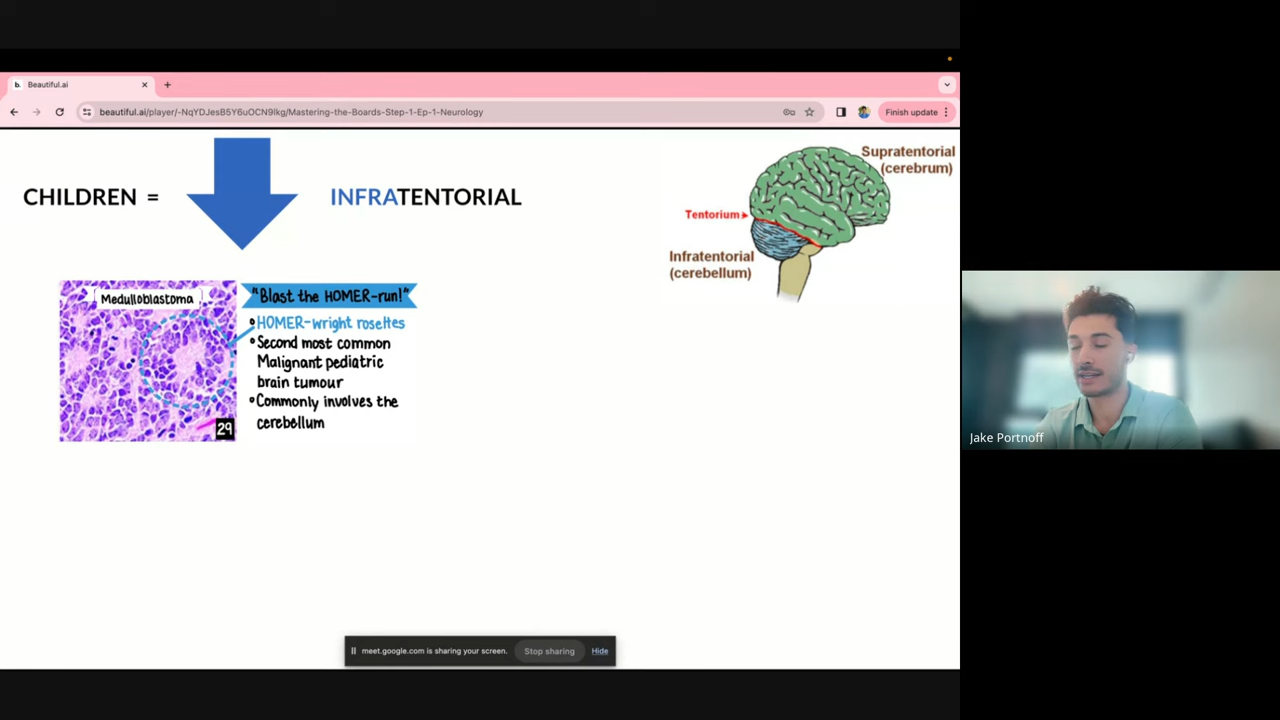 b. Beautiful.ai
beautiful.ai/player/-NqYDJesB5Y6uOCN9lkg/Mastering-the-Boards-Step-1-Ep-1-Neurology
Finish update
CHILDREN =
INFRATENTORIAL
Supratentorial
(cerebrum)
Tentorium
Infratentorial
(cerebellum)
Medulloblastoma
29
"Blast the HOMER-run!"
• HOMER-wright rosettes
• Second most common
Malignant pediatric
brain tumour
• Commonly involves the
cerebellum
Jake Portnoff
meet.google.com is sharing your screen.
Stop sharing
Hide